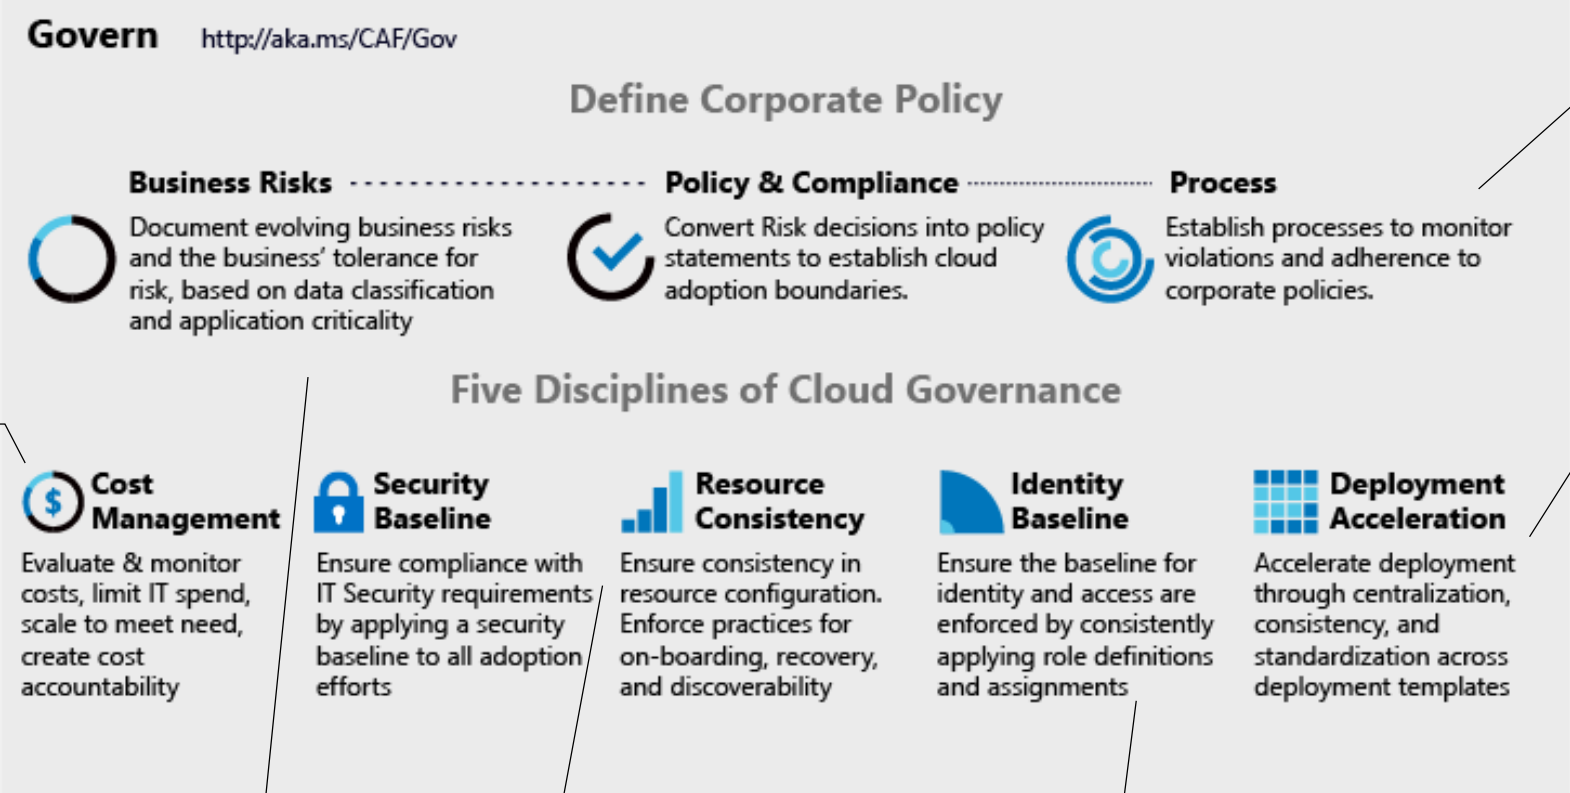 Govern http://aka.ms/CAF/Gov
Define Corporate Policy
Business Risks
Document evolving business risks
and the business’ tolerance for
risk, based on data classification
and application criticality
Policy & Compliance
Convert Risk decisions into policy
statements to establish cloud
adoption boundaries.
Process
Establish processes to monitor
violations and adherence to
corporate policies.
Five Disciplines of Cloud Governance
$
Cost
Management
Evaluate & monitor
costs, limit IT spend,
scale to meet need,
create cost
accountability
Security
Baseline
Ensure compliance with
IT Security requirements
by applying a security
baseline to all adoption
efforts
Resource
Consistency
Ensure consistency in
resource configuration.
Enforce practices for
on-boarding, recovery,
and discoverability
Identity
Baseline
Ensure the baseline for
identity and access are
enforced by consistently
applying role definitions
and assignments
Deployment
Acceleration
Accelerate deployment
through centralization,
consistency, and
standardization across
deployment templates